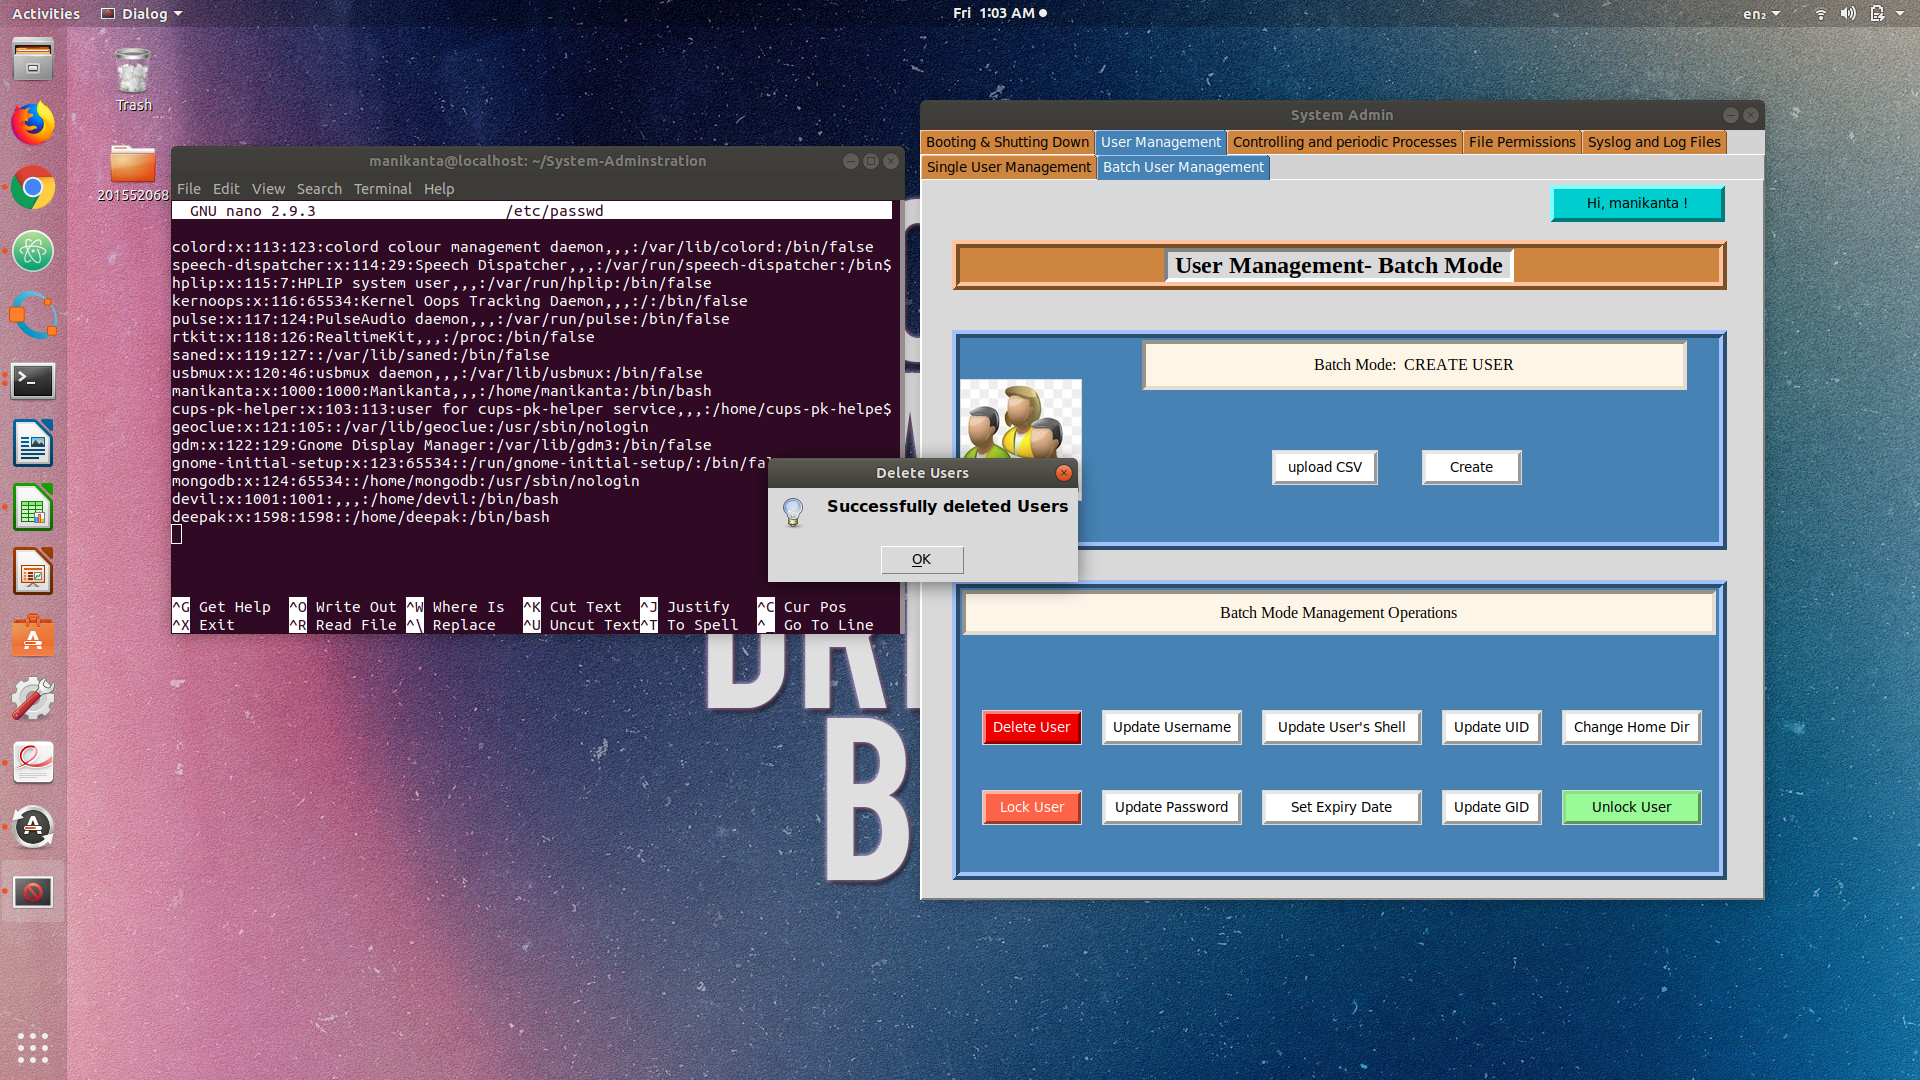 Activities
Dialog
Fri 1:03 AM
en₂
Trash
201552068
manikanta@localhost: ~/System-Adminstration
File Edit View Search Terminal Help
GNU nano 2.9.3 /etc/passwd
colord:x:113:123:colord colour management daemon,,,:/var/lib/colord:/bin/false
speech-dispatcher:x:114:29:Speech Dispatcher,,,:/var/run/speech-dispatcher:/bin$
hplip:x:115:7:HPLIP system user,,,:/var/run/hplip:/bin/false
kernoops:x:116:65534:Kernel Oops Tracking Daemon,,,:/:/bin/false
pulse:x:117:124:PulseAudio daemon,,,:/var/run/pulse:/bin/false
rtkit:x:118:126:RealtimeKit,,,:/proc:/bin/false
saned:x:119:127::/var/lib/saned:/bin/false
usbmux:x:120:46:usbmux daemon,,,:/var/lib/usbmux:/bin/false
manikanta:x:1000:1000:Manikanta,,,:/home/manikanta:/bin/bash
cups-pk-helper:x:103:113:user for cups-pk-helper service,,,:/home/cups-pk-helpe$
geoclue:x:121:105::/var/lib/geoclue:/usr/sbin/nologin
gdm:x:122:129:Gnome Display Manager:/var/lib/gdm3:/bin/false
gnome-initial-setup:x:123:65534::/run/gnome-initial-setup/:/bin/fa
mongodb:x:124:65534::/home/mongodb:/usr/sbin/nologin
devil:x:1001:1001:,,,:/home/devil:/bin/bash
deepak:x:1598:1598::/home/deepak:/bin/bash
^G Get Help ^O Write Out ^W Where Is ^K Cut Text ^J Justify ^C Cur Pos
^X Exit ^R Read File ^\ Replace ^U Uncut Text ^T To Spell ^_ Go To Line
Delete Users
Successfully deleted Users
OK
System Admin
Booting & Shutting Down User Management Controlling and periodic Processes File Permissions Syslog and Log Files
Single User Management Batch User Management
Hi, manikanta !
User Management- Batch Mode
Batch Mode: CREATE USER
upload CSV Create
Batch Mode Management Operations
Delete User Update Username Update User's Shell Update UID Change Home Dir
Lock User Update Password Set Expiry Date Update GID Unlock User